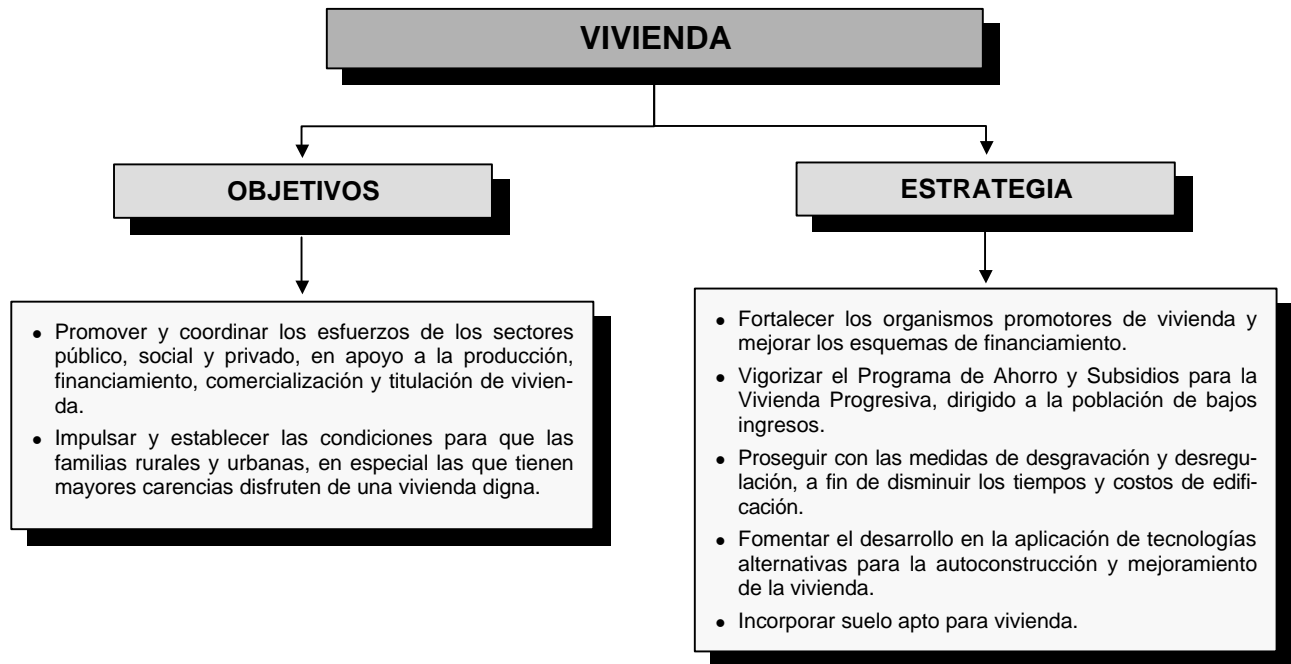 VIVIENDA
OBJETIVOS
• Promover y coordinar los esfuerzos de los sectores
público, social y privado, en apoyo a la producción,
financiamiento, comercialización y titulación de vivien-
da.
• Impulsar y establecer las condiciones para que las
familias rurales y urbanas, en especial las que tienen
mayores carencias disfruten de una vivienda digna.
ESTRATEGIA
• Fortalecer los organismos promotores de vivienda y
mejorar los esquemas de financiamiento.
• Vigorizar el Programa de Ahorro y Subsidios para la
Vivienda Progresiva, dirigido a la población de bajos
ingresos.
• Proseguir con las medidas de desgravación y desregu-
lación, a fin de disminuir los tiempos y costos de edifi-
cación.
• Fomentar el desarrollo en la aplicación de tecnologías
alternativas para la autoconstrucción y mejoramiento
de la vivienda.
• Incorporar suelo apto para vivienda.